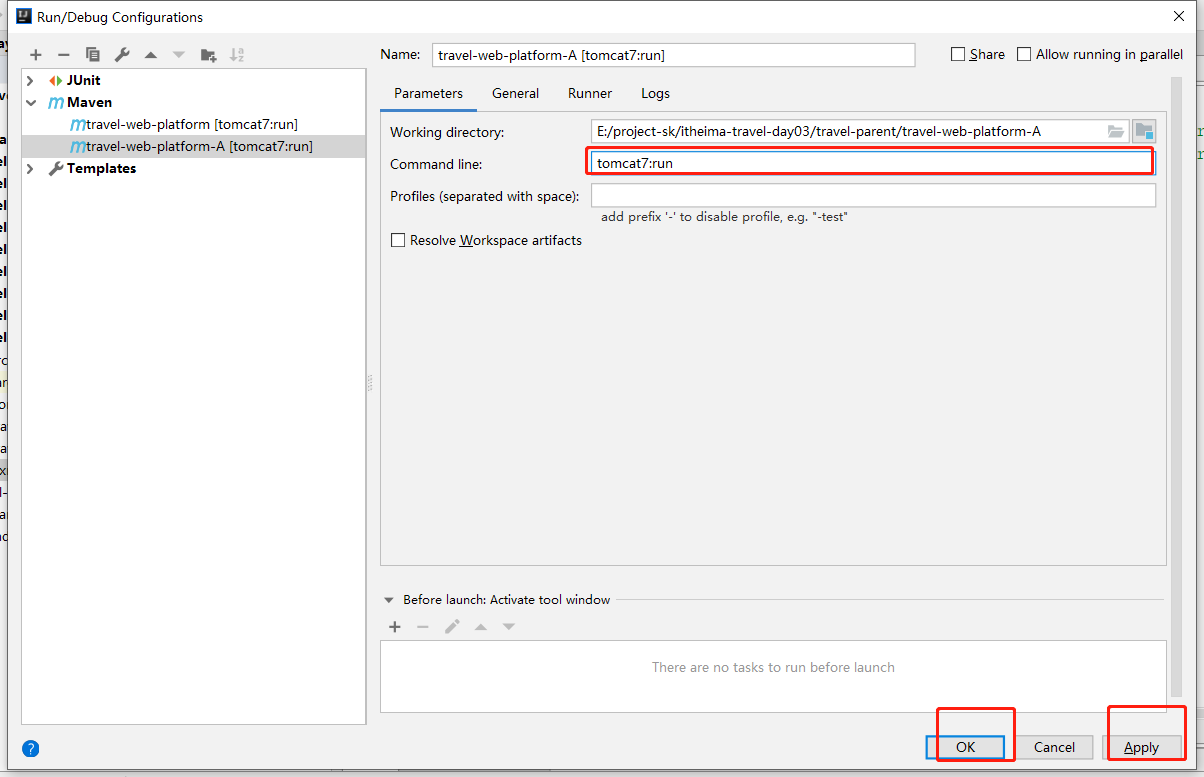 Run/Debug Configurations
JUnit
Maven
travel-web-platform [tomcat7:run]
travel-web-platform-A [tomcat7:run]
Templates
Name: travel-web-platform-A [tomcat7:run]
Share
Allow running in parallel
Parameters General Runner Logs
Working directory: E:/project-sk/itheima-travel-day03/travel-parent/travel-web-platform-A
Command line: tomcat7:run
Profiles (separated with space):
add prefix '-' to disable profile, e.g. "-test"
Resolve Workspace artifacts
Before launch: Activate tool window
There are no tasks to run before launch
?
OK Cancel Apply